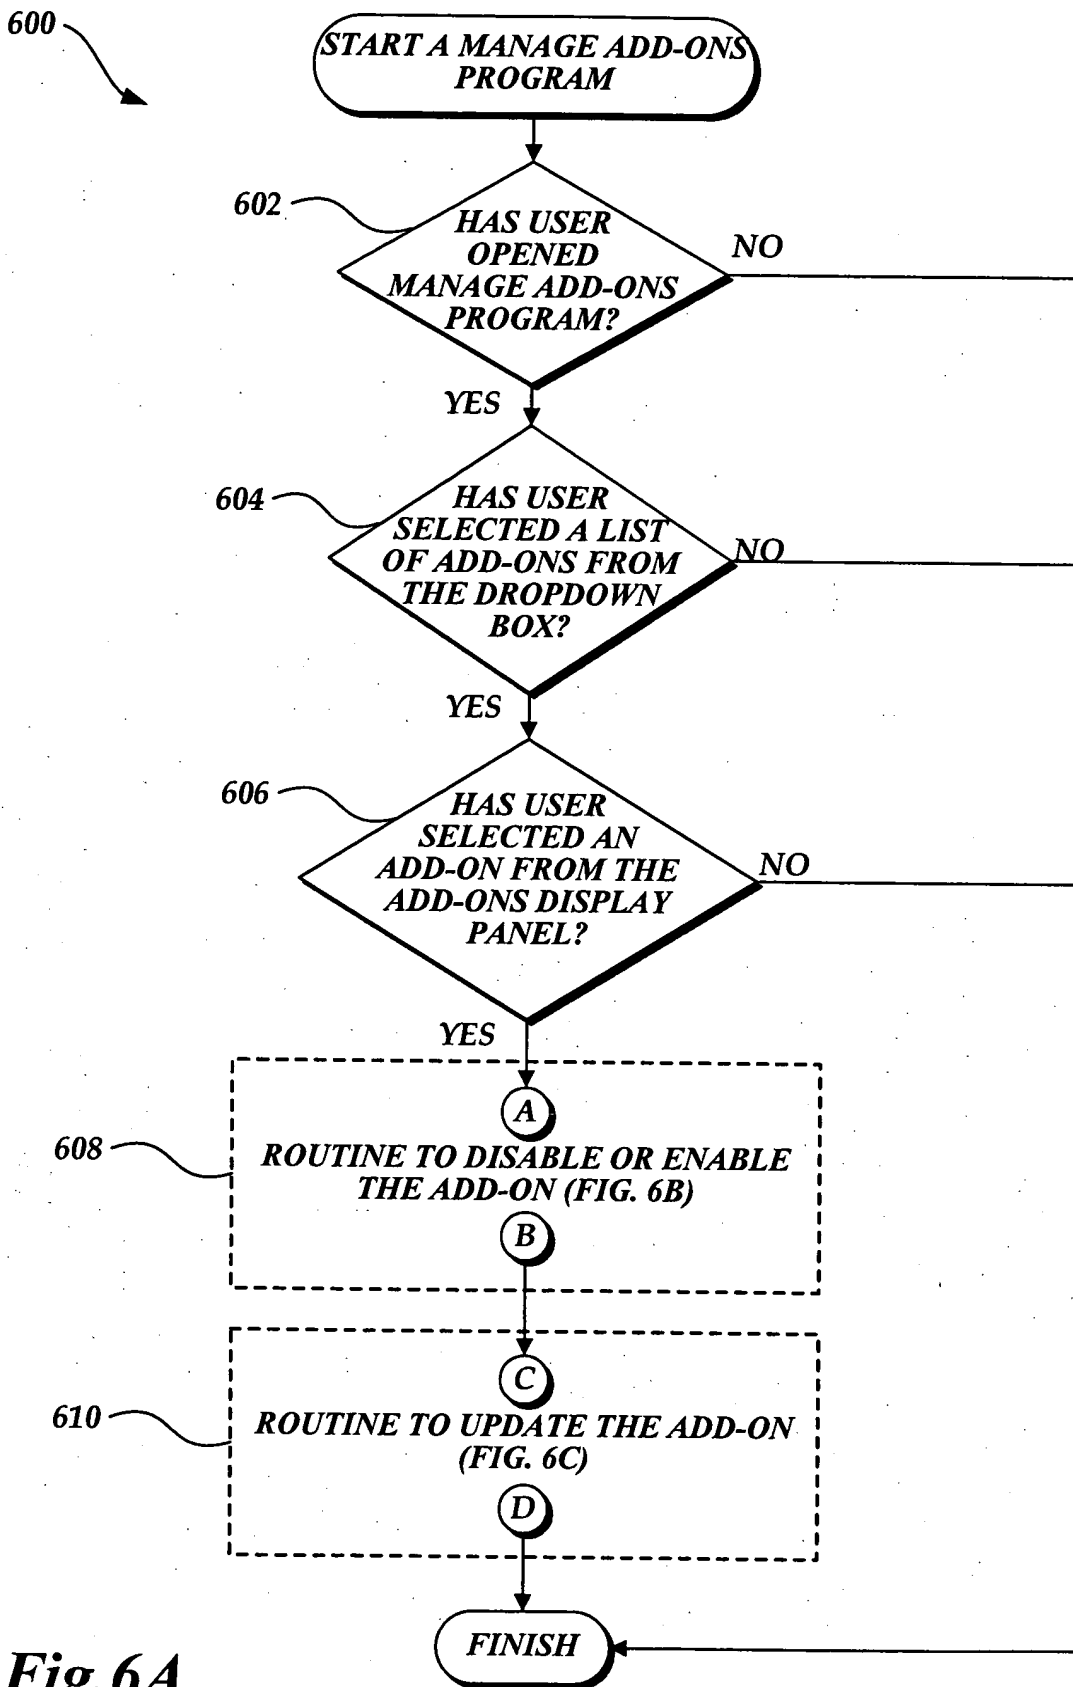 600
START A MANAGE ADD-ONS
PROGRAM
602
HAS USER
OPENED
MANAGE ADD-ONS
PROGRAM?
NO
YES
604
HAS USER
SELECTED A LIST
OF ADD-ONS FROM
THE DROPDOWN
BOX?
NO
YES
606
HAS USER
SELECTED AN
ADD-ON FROM THE
ADD-ONS DISPLAY
PANEL?
NO
YES
608
A
ROUTINE TO DISABLE OR ENABLE
THE ADD-ON (FIG. 6B)
B
610
C
ROUTINE TO UPDATE THE ADD-ON
(FIG. 6C)
D
FINISH
Fig.6A